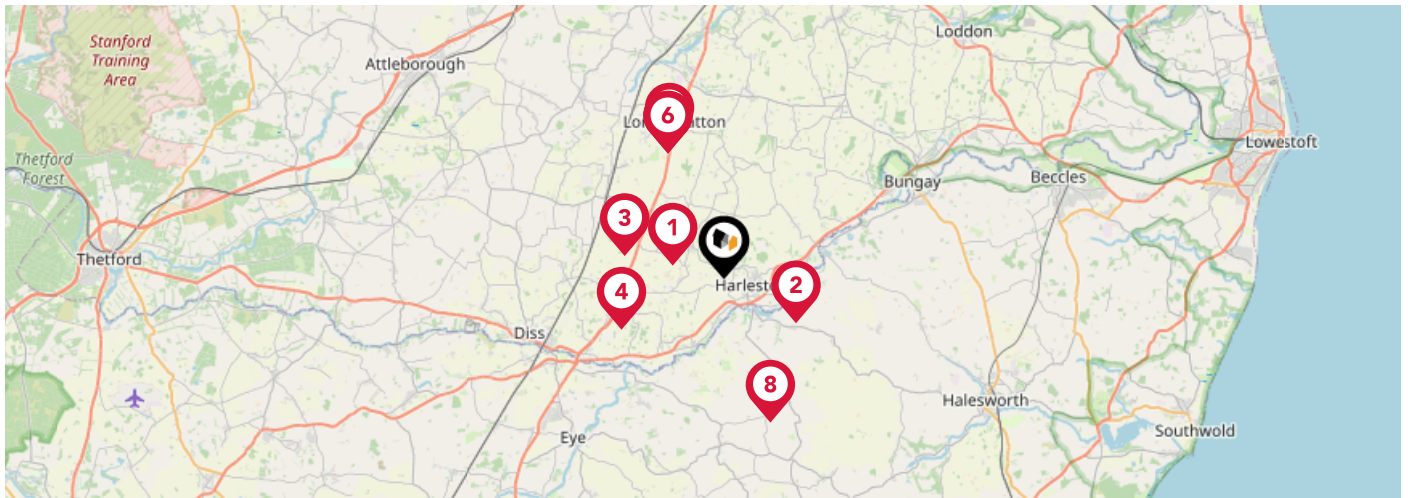 Loddon
Stanford
Training
Area
Attleborough
6
Lowestoft
Thetford
Forest
Beccles
Bungay
3
1
Thetford
2
4
Diss
8
Halesworth
Southwold
Eye